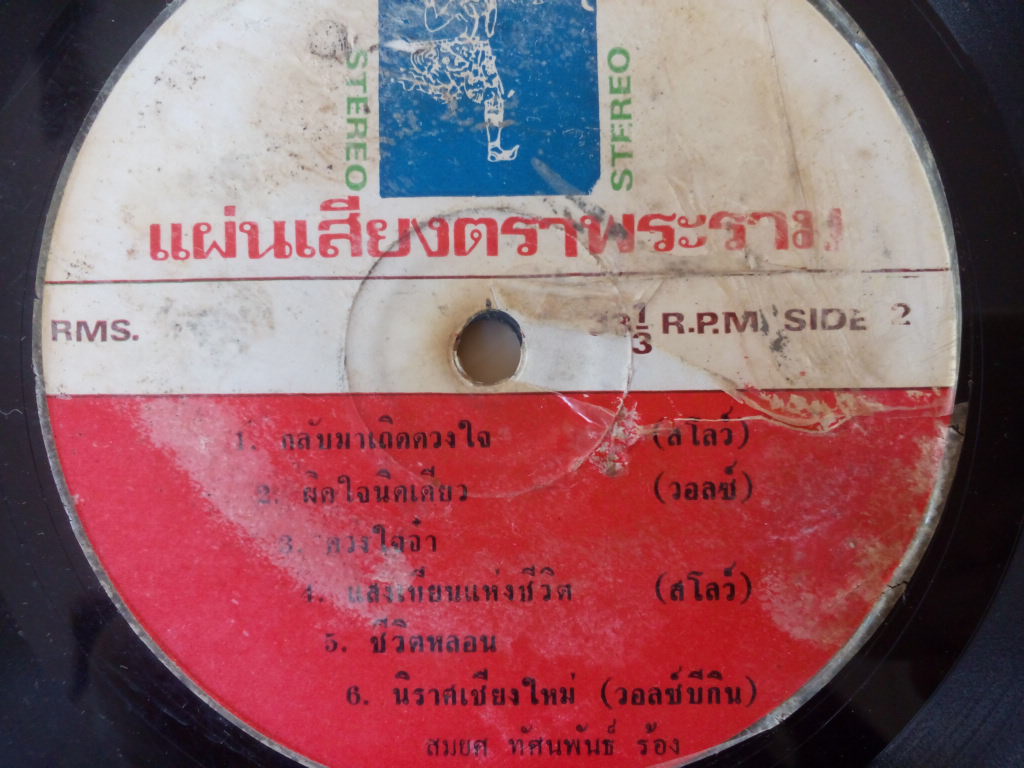 STEREO
STEREO
แผ่นเสียงตราพระราม
RMS. 33 1/3 R.P.M. SIDE 2
1. กลับมาเถิดดวงใจ (สโลว์)
2. ผิดใจนิดเดียว (วอลซ์)
3. ดวงใจจ๋า
4. แสงเทียนแห่งชีวิต (สโลว์)
5. ชีวิตหลอน
6. นิราศเชียงใหม่ (วอลซ์บีกิน)
สมยศ ทัศนพันธ์ ร้อง